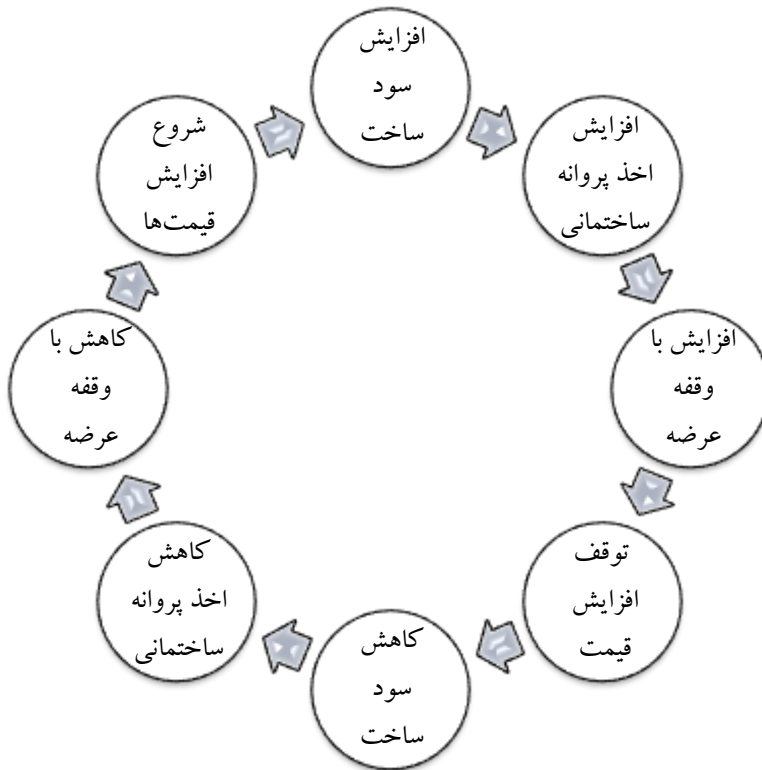 افزایش
سود
ساخت
افزایش
اخذ پروانه
ساختمانی
افزایش با
وقفه
عرضه
توقف
افزایش
قیمت
کاهش
سود
ساخت
کاهش
اخذ پروانه
ساختمانی
کاهش با
وقفه
عرضه
شروع
افزایش
قیمت‌ها